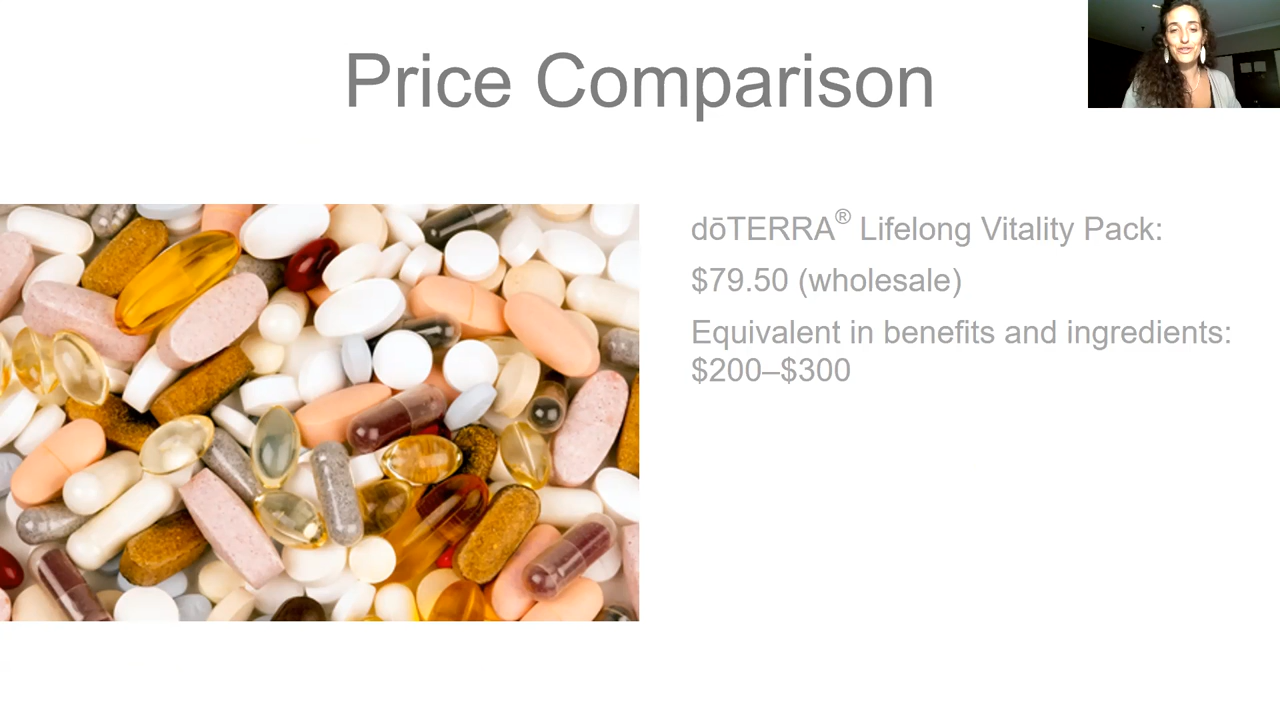 Price Comparison
dōTERRA® Lifelong Vitality Pack:
$79.50 (wholesale)
Equivalent in benefits and ingredients:
$200–$300